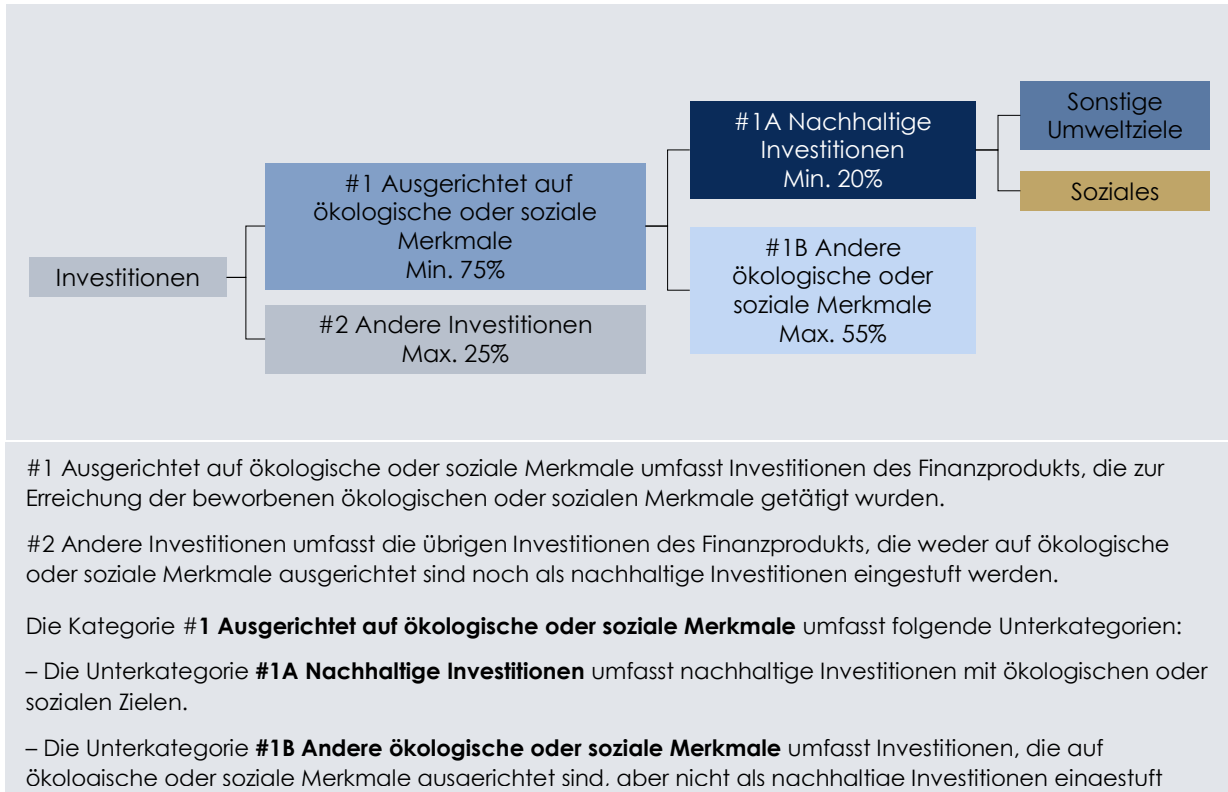 Investitionen
#1 Ausgerichtet auf
ökologische oder soziale
Merkmale
Min. 75%
#2 Andere Investitionen
Max. 25%
#1A Nachhaltige
Investitionen
Min. 20%
#1B Andere
ökologische oder
soziale Merkmale
Max. 55%
Sonstige
Umweltziele
Soziales
#1 Ausgerichtet auf ökologische oder soziale Merkmale umfasst Investitionen des Finanzprodukts, die zur
Erreichung der beworbenen ökologischen oder sozialen Merkmale getätigt wurden.
#2 Andere Investitionen umfasst die übrigen Investitionen des Finanzprodukts, die weder auf ökologische
oder soziale Merkmale ausgerichtet sind noch als nachhaltige Investitionen eingestuft werden.
Die Kategorie #1 Ausgerichtet auf ökologische oder soziale Merkmale umfasst folgende Unterkategorien:
– Die Unterkategorie #1A Nachhaltige Investitionen umfasst nachhaltige Investitionen mit ökologischen oder
sozialen Zielen.
– Die Unterkategorie #1B Andere ökologische oder soziale Merkmale umfasst Investitionen, die auf
ökologische oder soziale Merkmale ausgerichtet sind, aber nicht als nachhaltige Investitionen eingestuft